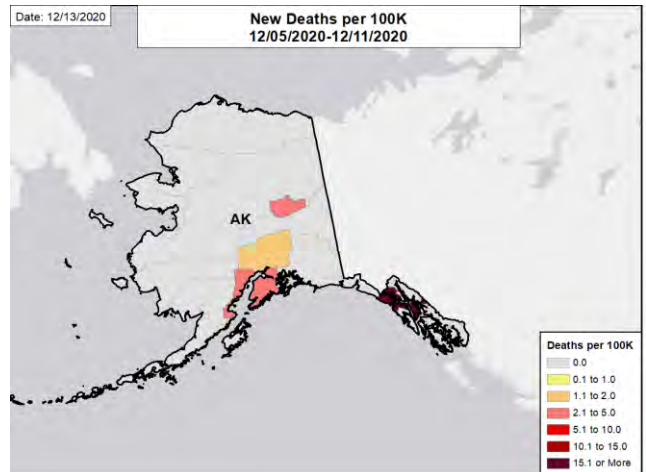 Date: 12/13/2020
New Deaths per 100K
12/05/2020-12/11/2020
AK
Deaths per 100K
0.0
0.1 to 1.0
1.1 to 2.0
2.1 to 5.0
5.1 to 10.0
10.1 to 15.0
15.1 or More